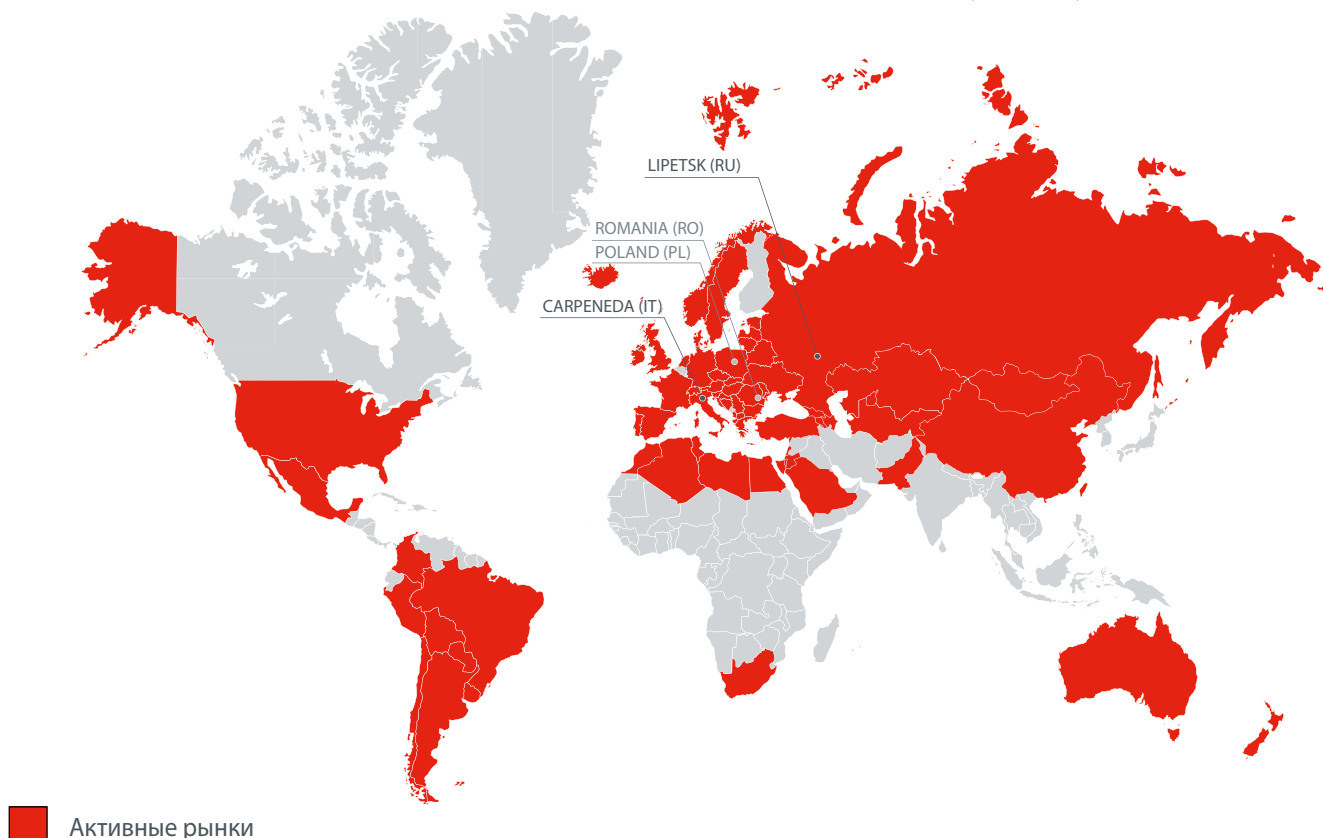 LIPETSK (RU)
ROMANIA (RO)
POLAND (PL)
CARPENEDA (IT)
Активные рынки